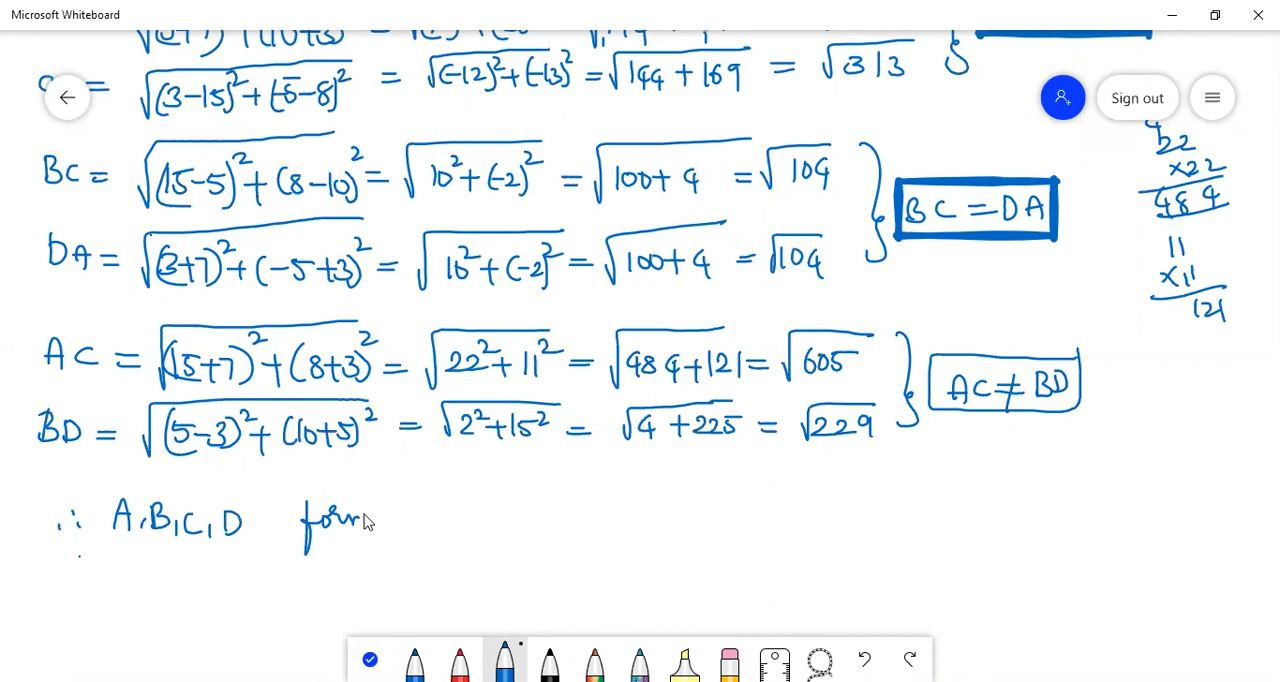 Microsoft Whiteboard
= √(3-15)²+(-5-8)² = √(-12)²+(-13)² = √144+169 = √313 }
Sign out
BC = √(15-5)²+(8-10)² = √10²+(-2)² = √100+4 = √104
DA = √(3+7)²+(-5+3)² = √10²+(-2)² = √100+4 = √104
} BC = DA
22
×22
484
11
×11
121
AC = √(15+7)²+(8+3)² = √22²+11² = √484+121 = √605
BD = √(5-3)²+(10+5)² = √2²+15² = √4+225 = √229
} AC ≠ BD
∴ A,B,C,D form